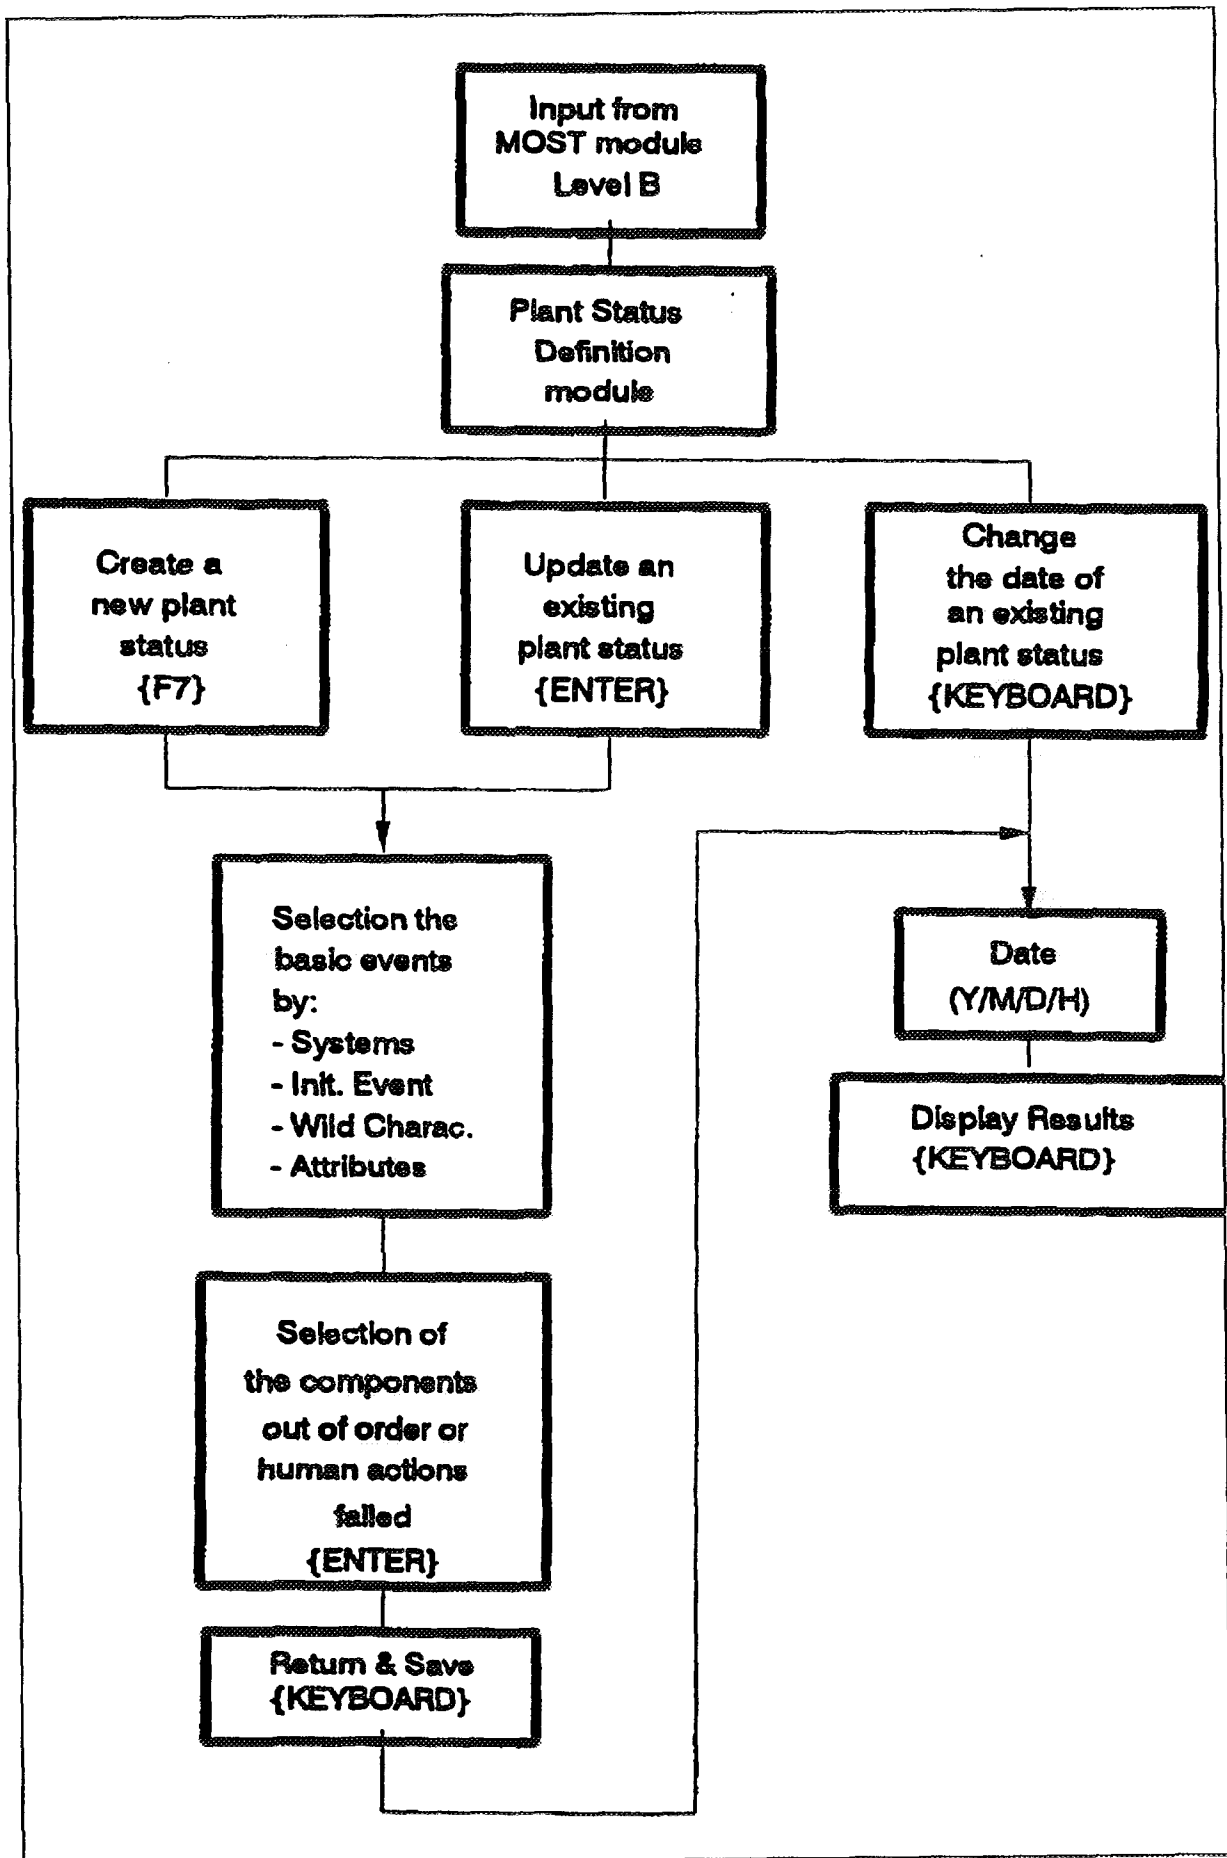 Input from
MOST module
Level B
Plant Status
Definition
module
Create a
new plant
status
{F7}
Update an
existing
plant status
{ENTER}
Change
the date of
an existing
plant status
{KEYBOARD}
Selection the
basic events
by:
- Systems
- Init. Event
- Wild Charac.
- Attributes
Date
(Y/M/D/H)
Display Results
{KEYBOARD}
Selection of
the components
out of order or
human actions
failed
{ENTER}
Return & Save
{KEYBOARD}